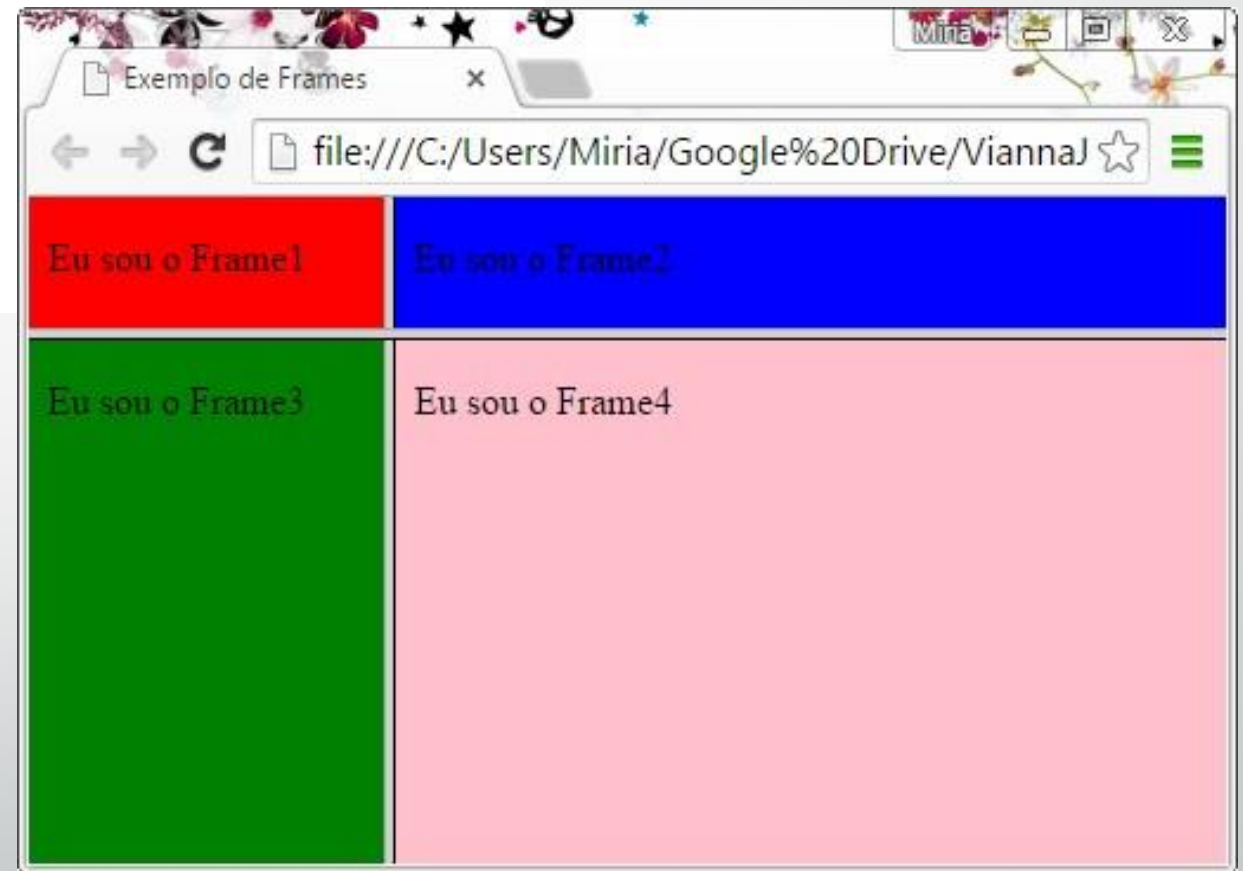 Miria
Exemplo de Frames
file:///C:/Users/Miria/Google%20Drive/ViannaJ
Eu sou o Frame1
Eu sou o Frame2
Eu sou o Frame3
Eu sou o Frame4